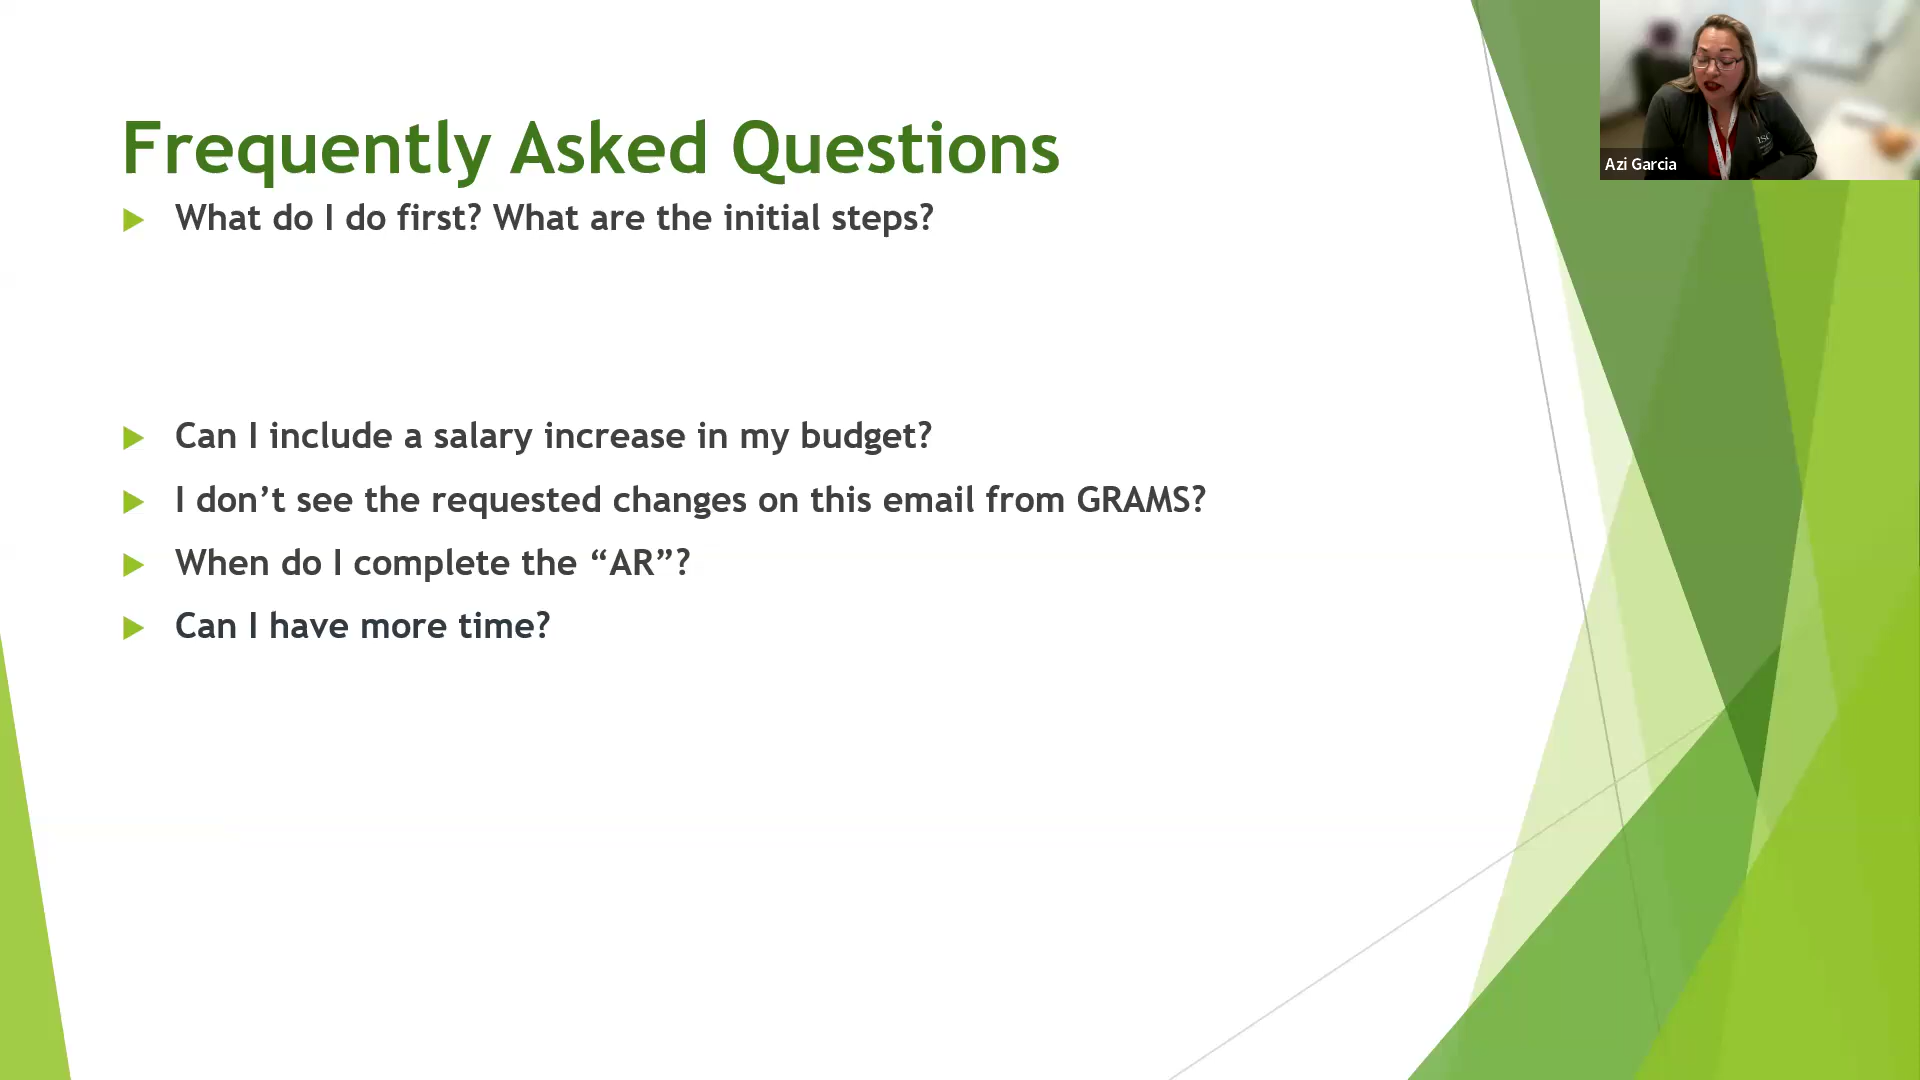 Frequently Asked Questions
What do I do first? What are the initial steps?
Can I include a salary increase in my budget?
I don’t see the requested changes on this email from GRAMS?
When do I complete the “AR”?
Can I have more time?
Azi Garcia